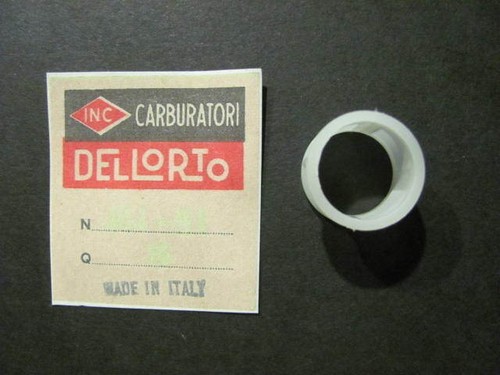 INC CARBURATORI
DELLORTO
N
Q
MADE IN ITALY